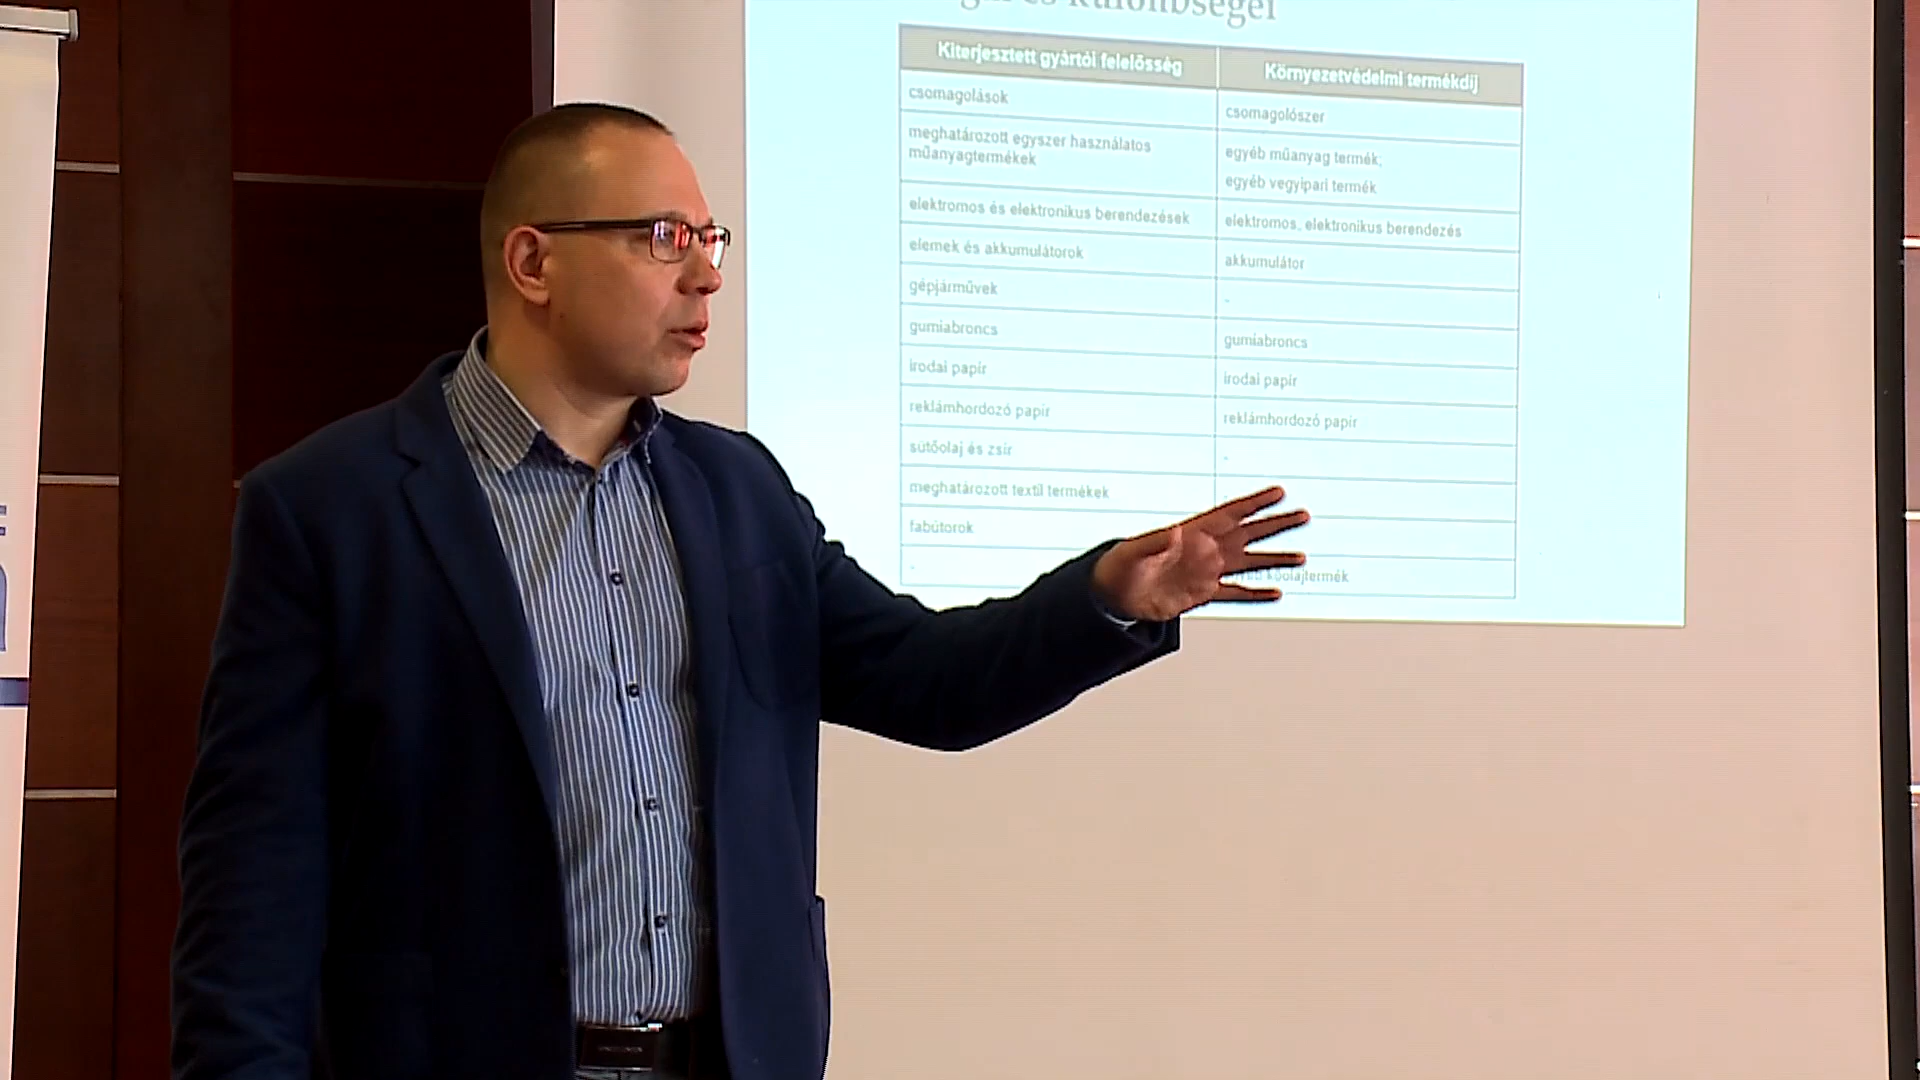 és különbségei
Kiterjesztett gyártói felelősség
Környezetvédelmi termékdíj
csomagolások
csomagolószer
meghatározott egyszer használatos
műanyagtermékek
egyéb műanyag termék;
egyéb vegyipari termék
elektromos és elektronikus berendezések
elektromos, elektronikus berendezés
elemek és akkumulátorok
akkumulátor
gépjárművek
-
gumiabroncs
gumiabroncs
irodai papír
irodai papír
reklámhordozó papír
reklámhordozó papír
sütőolaj és zsír
-
meghatározott textil termékek
-
fabútorok
-
kőolajtermék